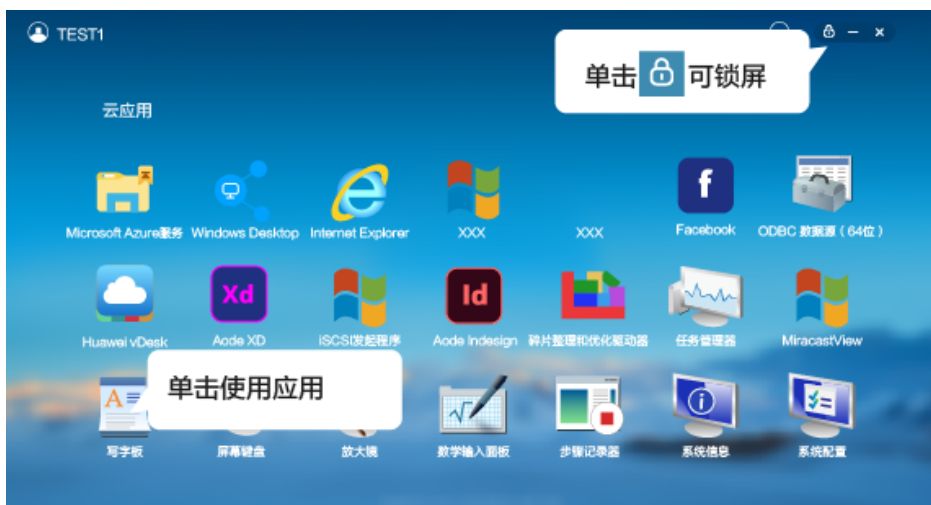 TEST1
单击 可锁屏
云应用
Microsoft Azure服务 Windows Desktop Internet Explorer XXX XXX Facebook ODBC 数据源（64位）
Xd Id
Huawei vDesk Aode XD iSCSI发起程序 Aode Indesign 碎片整理和优化驱动器 任务管理器 MiracastView
单击使用应用
写字板 屏幕键盘 放大镜 数学输入面板 步骤记录器 系统信息 系统配置